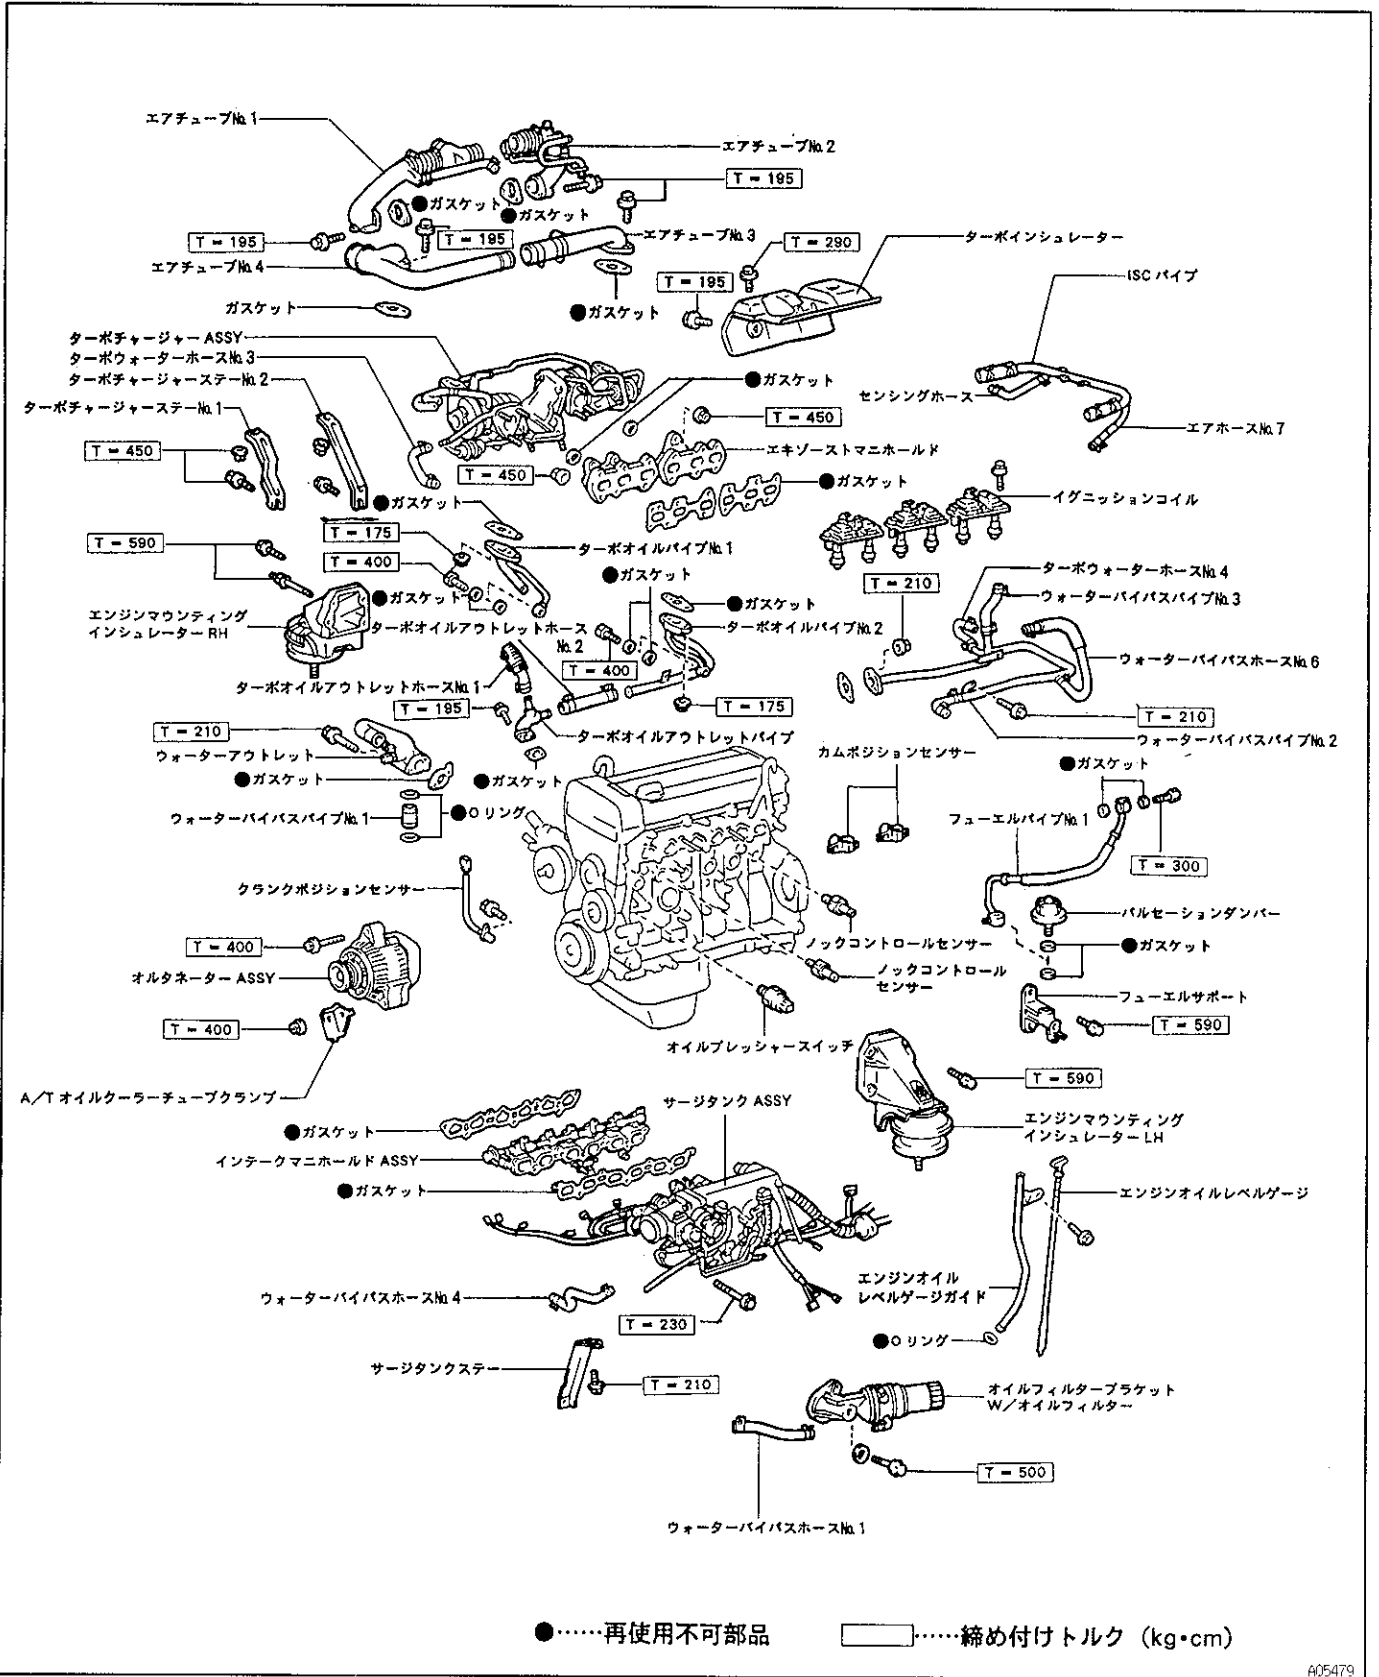 エアチューブNo.1
エアチューブNo.2
T = 195
●ガスケット
●ガスケット
T = 195
T = 195
エアチューブNo.3
T = 290
ターボインシュレーター
エアチューブNo.4
T = 195
ISC パイプ
ガスケット
●ガスケット
ターボチャージャー ASSY
ターボウォーターホースNo.3
ターボチャージャーステーNo.2
●ガスケット
センシングホース
ターボチャージャーステーNo.1
T = 450
エアホースNo.7
T = 450
エキゾーストマニホールド
T = 450
●ガスケット
イグニッションコイル
●ガスケット
T = 175
T = 590
ターボオイルパイプNo.1
T = 400
●ガスケット
T = 210
ターボウォーターホースNo.4
●ガスケット
●ガスケット
ウォーターバイパスパイプNo.3
エンジンマウンティング
インシュレーター RH
ターボオイルアウトレットホース
No.2
ターボオイルパイプNo.2
T = 400
ウォーターバイパスホースNo.6
ターボオイルアウトレットホースNo.1
T = 195
T = 175
T = 210
T = 210
ターボオイルアウトレットパイプ
ウォーターバイパスパイプNo.2
ウォーターアウトレット
カムポジションセンサー
●ガスケット
●ガスケット
●ガスケット
ウォーターバイパスパイプNo.1
●O リング
フューエルパイプNo.1
T = 300
クランクポジションセンサー
パルセーションダンパー
T = 400
ノックコントロールセンサー
●ガスケット
オルタネーター ASSY
ノックコントロール
センサー
フューエルサポート
T = 400
T = 590
オイルプレッシャースイッチ
T = 590
A/T オイルクーラーチューブクランプ
サージタンク ASSY
エンジンマウンティング
インシュレーター LH
●ガスケット
インテークマニホールド ASSY
●ガスケット
エンジンオイルレベルゲージ
エンジンオイル
レベルゲージガイド
ウォーターバイパスホースNo.4
T = 230
●O リング
サージタンクステー
T = 210
オイルフィルターブラケット
W/オイルフィルター
T = 500
ウォーターバイパスホースNo.1
●……再使用不可部品
……締め付けトルク (kg・cm)
A05479